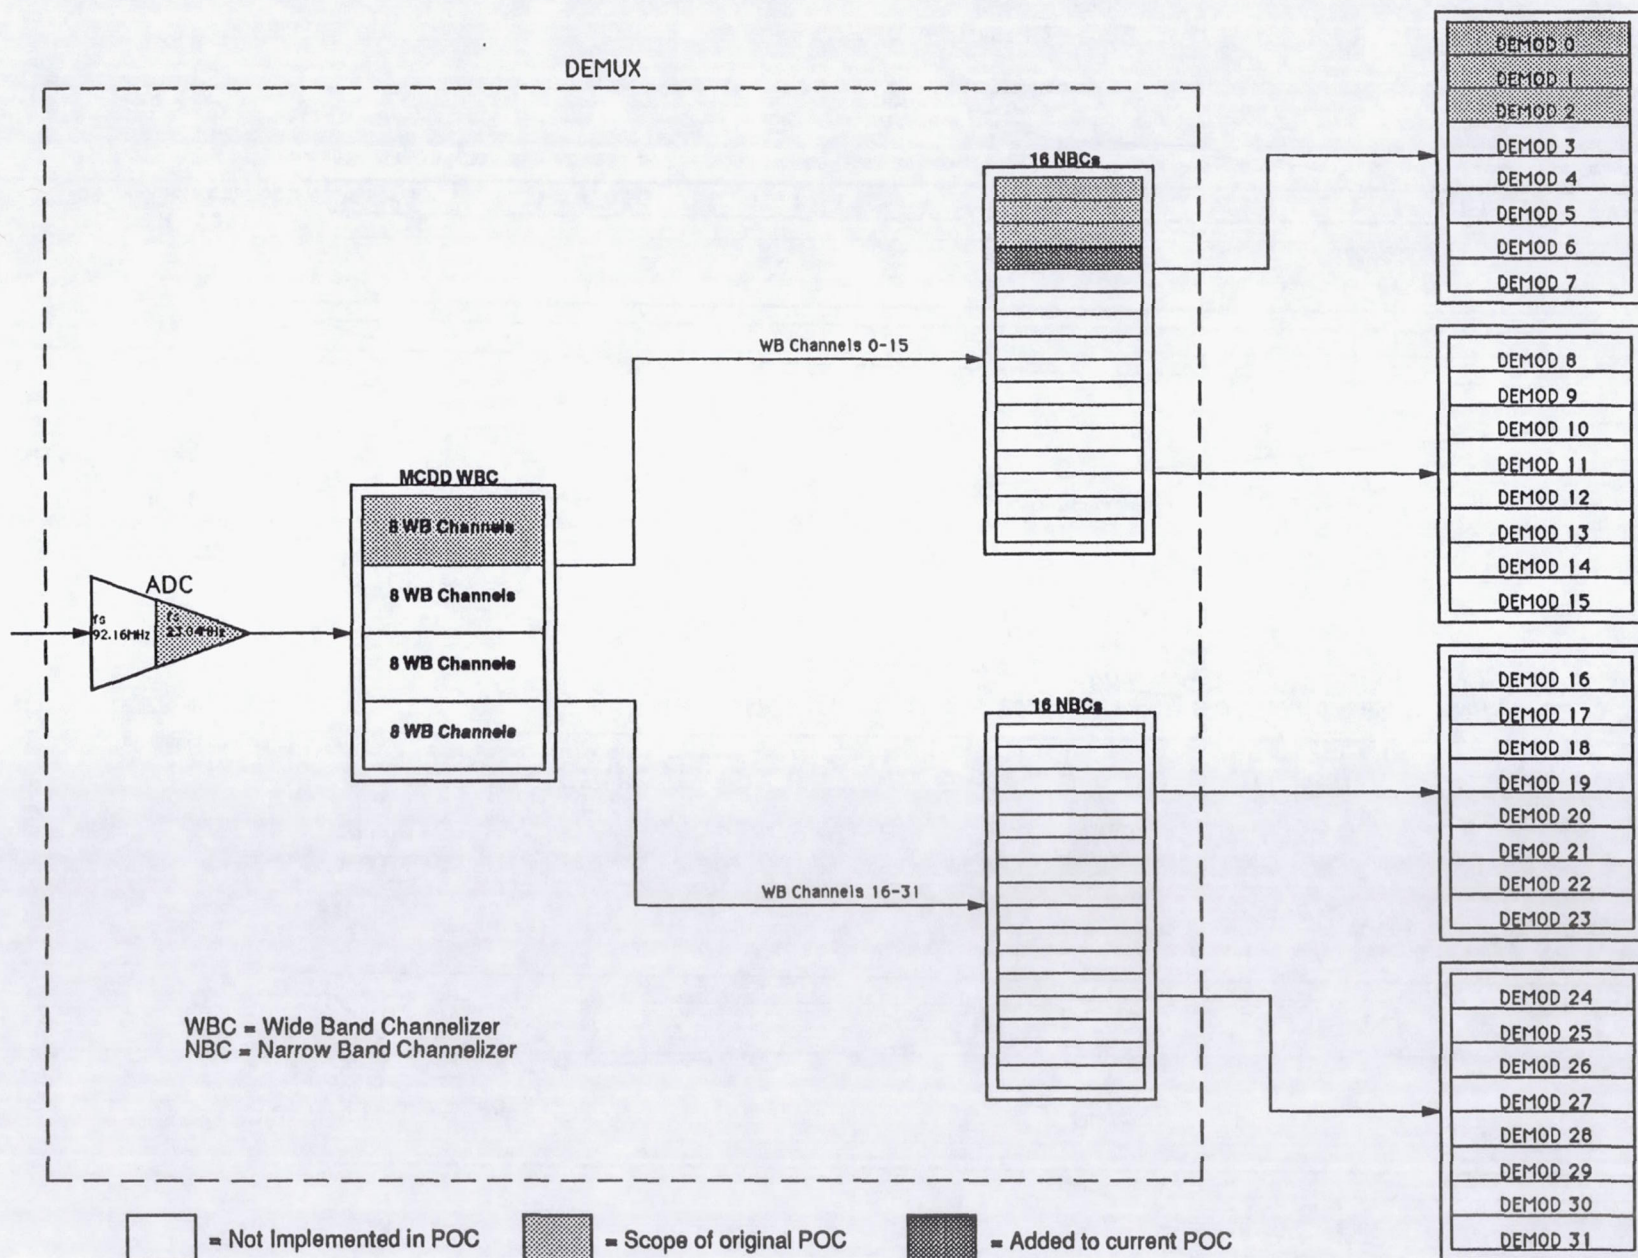 DEMUX
16 NBCs
WB Channels 0-15
MCDD WBC
8 WB Channels
8 WB Channels
8 WB Channels
8 WB Channels
ADC
fs
92.16MHz
fs
23.04MHz
16 NBCs
WB Channels 16-31
WBC = Wide Band Channelizer
NBC = Narrow Band Channelizer
DEMOD 0
DEMOD 1
DEMOD 2
DEMOD 3
DEMOD 4
DEMOD 5
DEMOD 6
DEMOD 7
DEMOD 8
DEMOD 9
DEMOD 10
DEMOD 11
DEMOD 12
DEMOD 13
DEMOD 14
DEMOD 15
DEMOD 16
DEMOD 17
DEMOD 18
DEMOD 19
DEMOD 20
DEMOD 21
DEMOD 22
DEMOD 23
DEMOD 24
DEMOD 25
DEMOD 26
DEMOD 27
DEMOD 28
DEMOD 29
DEMOD 30
DEMOD 31
= Not Implemented in POC
= Scope of original POC
= Added to current POC